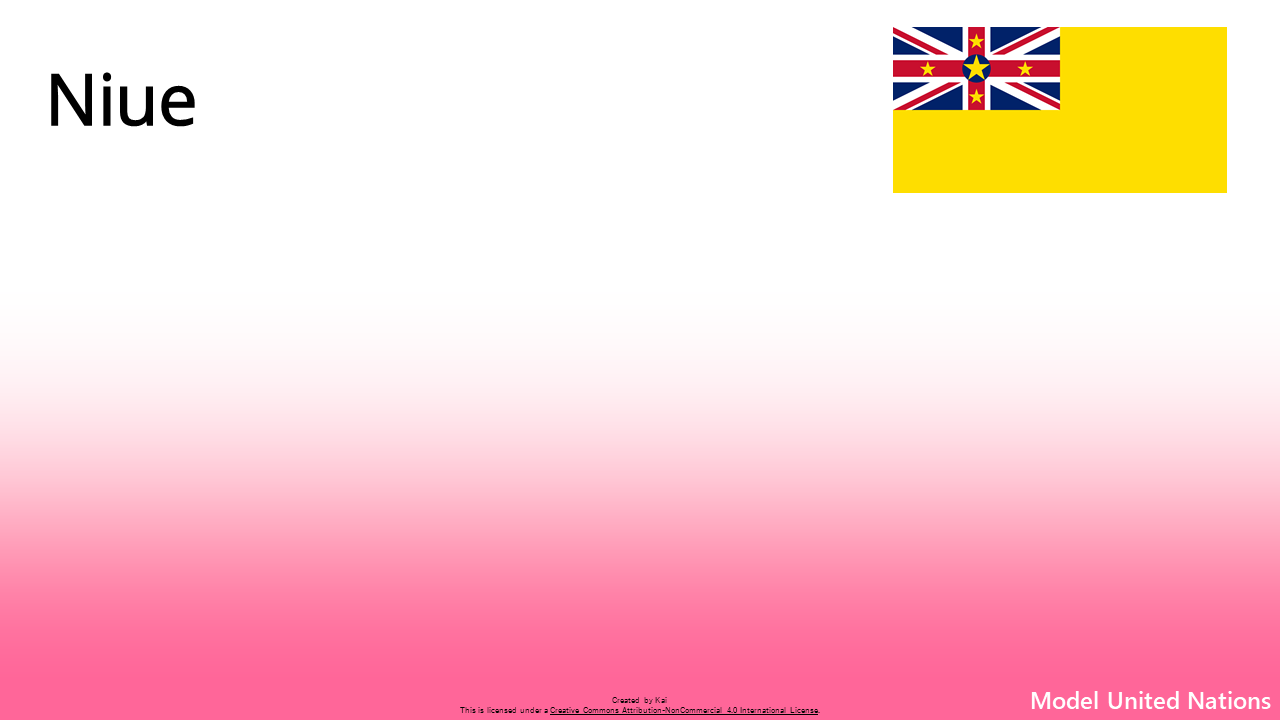 Niue
Created by Kai
This is licensed under a Creative Commons Attribution-NonCommercial 4.0 International License.
Model United Nations